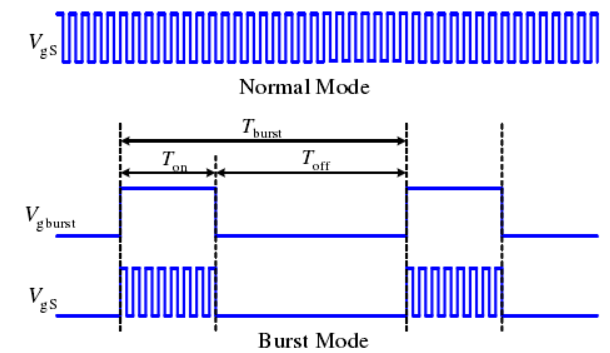 VgS
Normal Mode
Tburst
Ton
Toff
Vgburst
VgS
Burst Mode